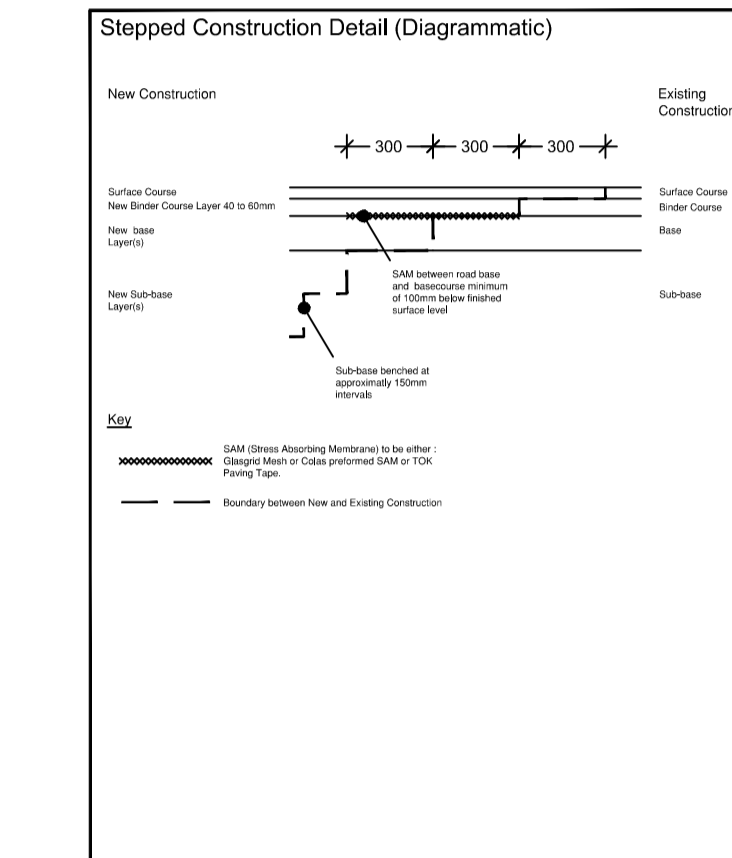 Stepped Construction Detail (Diagrammatic)
New Construction
Existing
Construction
300
300
300
Surface Course
New Binder Course Layer 40 to 60mm
New base
Layer(s)
New Sub-base
Layer(s)
Surface Course
Binder Course
Base
Sub-base
SAM between road base
and basecourse minimum
of 100mm below finished
surface level
Sub-base benched at
approximatly 150mm
intervals
Key
SAM (Stress Absorbing Membrane) to be either :
Glasgrid Mesh or Colas preformed SAM or TOK
Paving Tape.
Boundary between New and Existing Construction